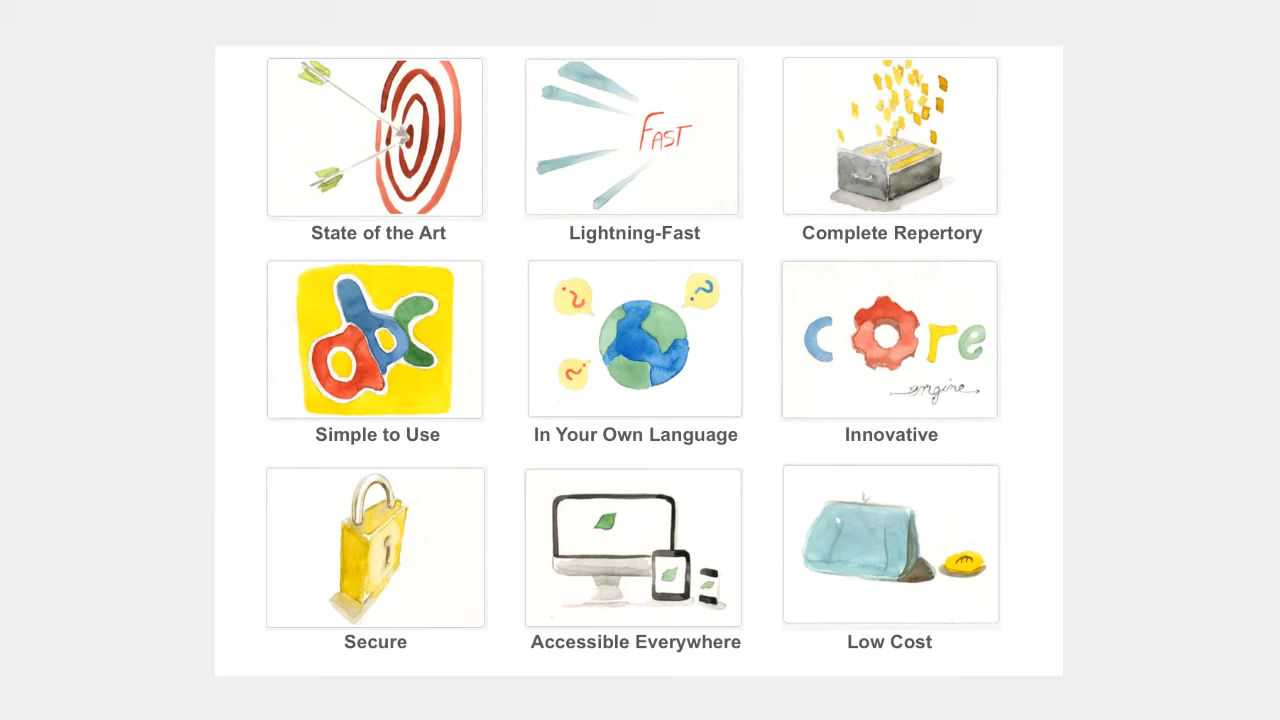 FAST
State of the Art
Lightning-Fast
Complete Repertory
abc
? ? ?
core
engine
Simple to Use
In Your Own Language
Innovative
Secure
Accessible Everywhere
Low Cost